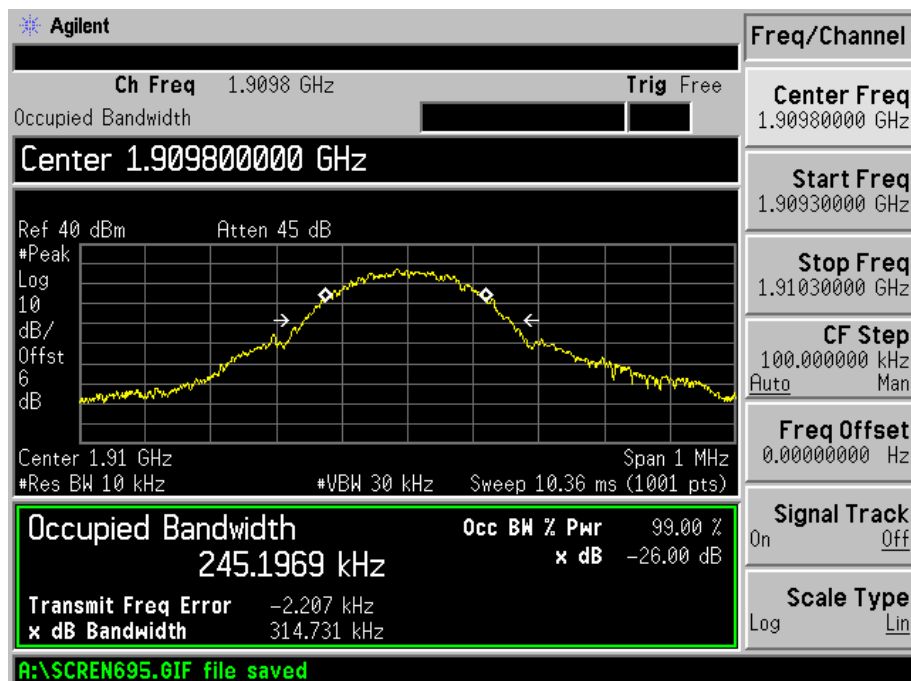 Agilent
Ch Freq 1.9098 GHz Trig Free
Occupied Bandwidth
Center 1.909800000 GHz
Ref 40 dBm Atten 45 dB
#Peak
Log
10
dB/
Offst
6
dB
Center 1.91 GHz Span 1 MHz
#Res BW 10 kHz #VBW 30 kHz Sweep 10.36 ms (1001 pts)
Occupied Bandwidth Occ BW % Pwr 99.00 %
245.1969 kHz x dB -26.00 dB
Transmit Freq Error -2.207 kHz
x dB Bandwidth 314.731 kHz
A:\SCREN695.GIF file saved
Freq/Channel
Center Freq
1.90980000 GHz
Start Freq
1.90930000 GHz
Stop Freq
1.91030000 GHz
CF Step
100.000000 kHz
Auto Man
Freq Offset
0.00000000 Hz
Signal Track
On Off
Scale Type
Log Lin